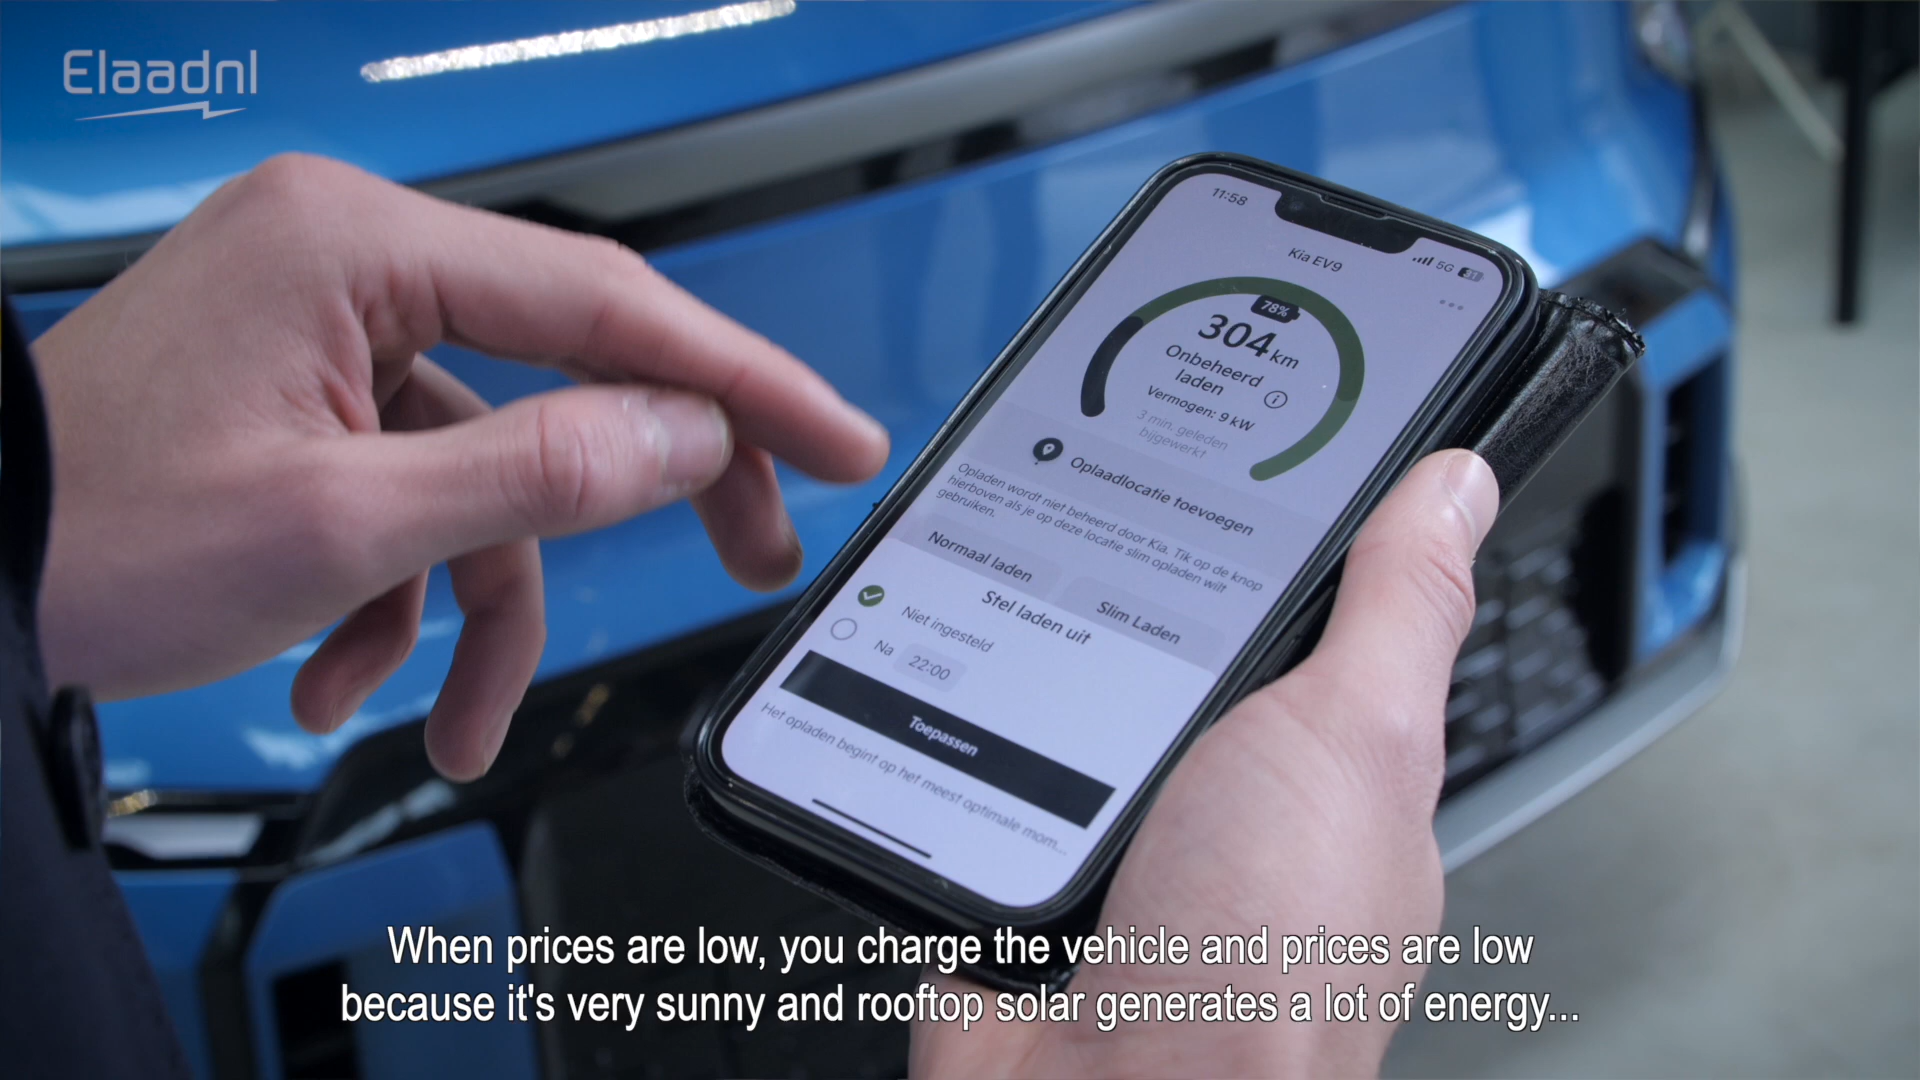 Elaadnl
11:58
5G 31
Kia EV9
78%
304 km
Onbeheerd
laden
Vermogen: 9 kW
3 min. geleden
bijgewerkt
Oplaadlocatie toevoegen
Opladen wordt niet beheerd door Kia. Tik op de knop
hierboven als je op deze locatie slim opladen wilt
gebruiken.
Normaal laden
Slim Laden
Stel laden uit
Niet ingesteld
Na 22:00
Toepassen
Het opladen begint op het meest optimale mom...
When prices are low, you charge the vehicle and prices are low
because it's very sunny and rooftop solar generates a lot of energy...